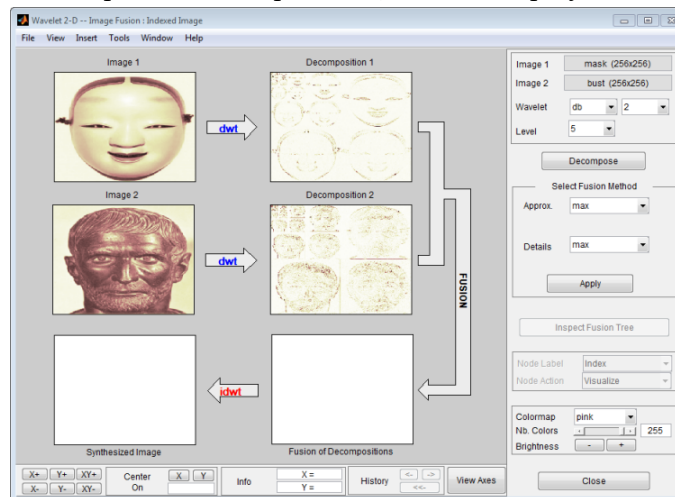 Wavelet 2-D -- Image Fusion : Indexed Image
File View Insert Tools Window Help
Image 1
Decomposition 1
dwt
Image 2
Decomposition 2
dwt
FUSION
idwt
Synthesized Image
Fusion of Decompositions
Image 1 mask (256x256)
Image 2 bust (256x256)
Wavelet db 2
Level 5
Decompose
Select Fusion Method
Approx. max
Details max
Apply
Inspect Fusion Tree
Node Label Index
Node Action Visualize
Colormap pink
Nb. Colors 255
Brightness - +
Close
X+ Y+ XY+
X- Y- XY-
Center On X Y
Info X =
Y =
History <- ->
<<-
View Axes